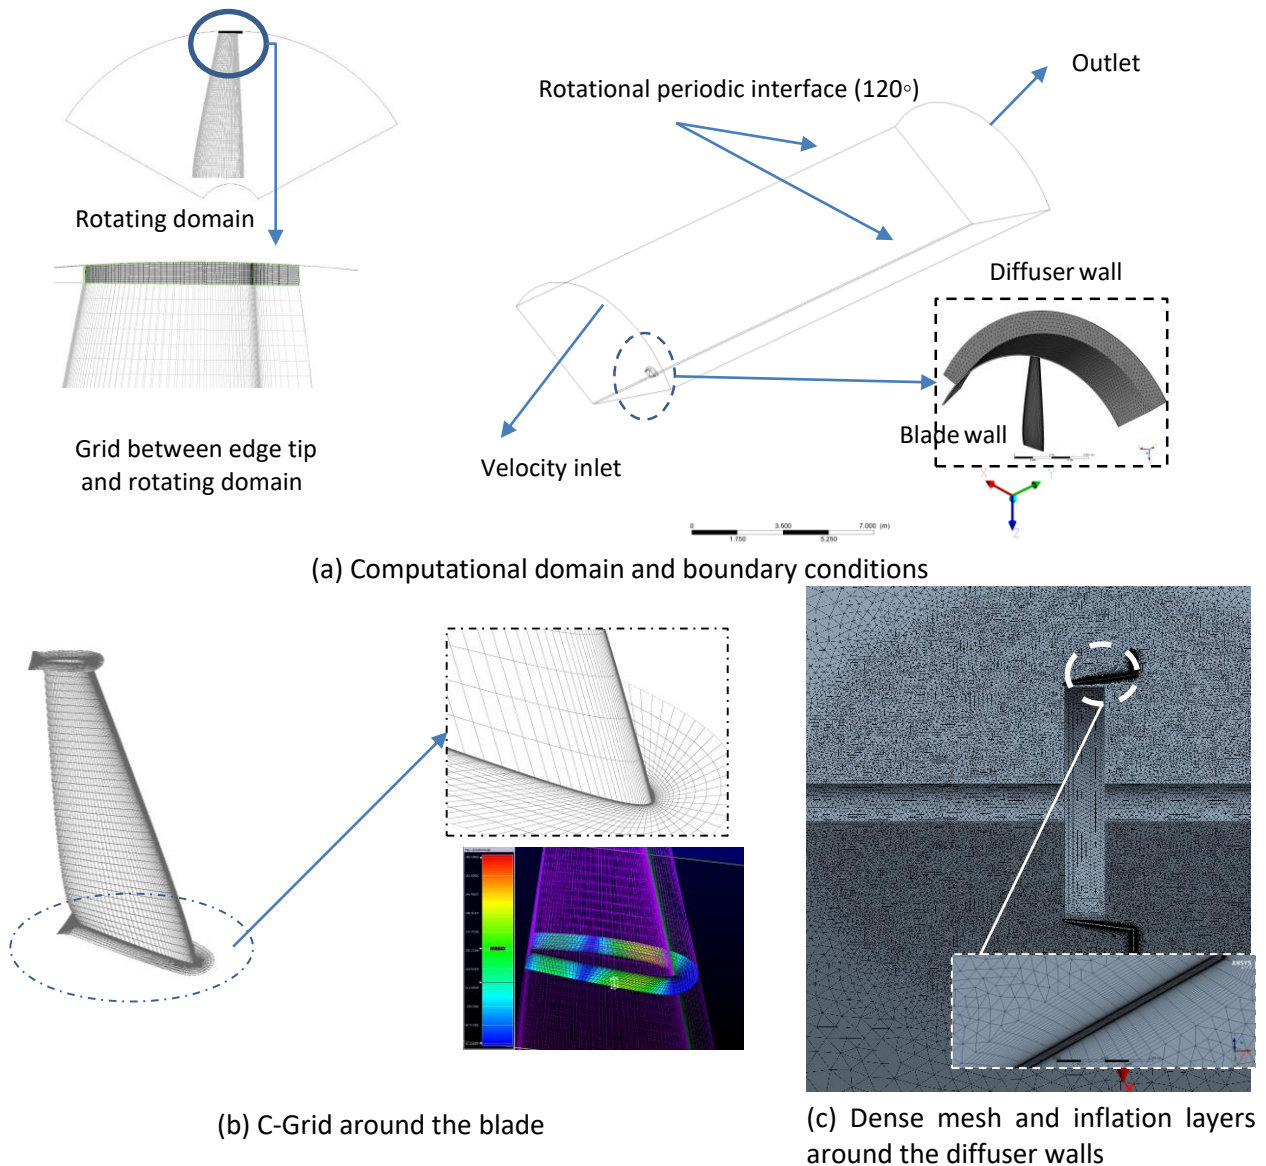 Outlet
Rotational periodic interface (120◦)
Rotating domain
Diffuser wall
Blade wall
Grid between edge tip
and rotating domain
Velocity inlet
X
Y
Z
0
3.500
7.000 (m)
1.750
5.250
(a) Computational domain and boundary conditions
ANSYS
X
(b) C-Grid around the blade
(c) Dense mesh and inflation layers
around the diffuser walls